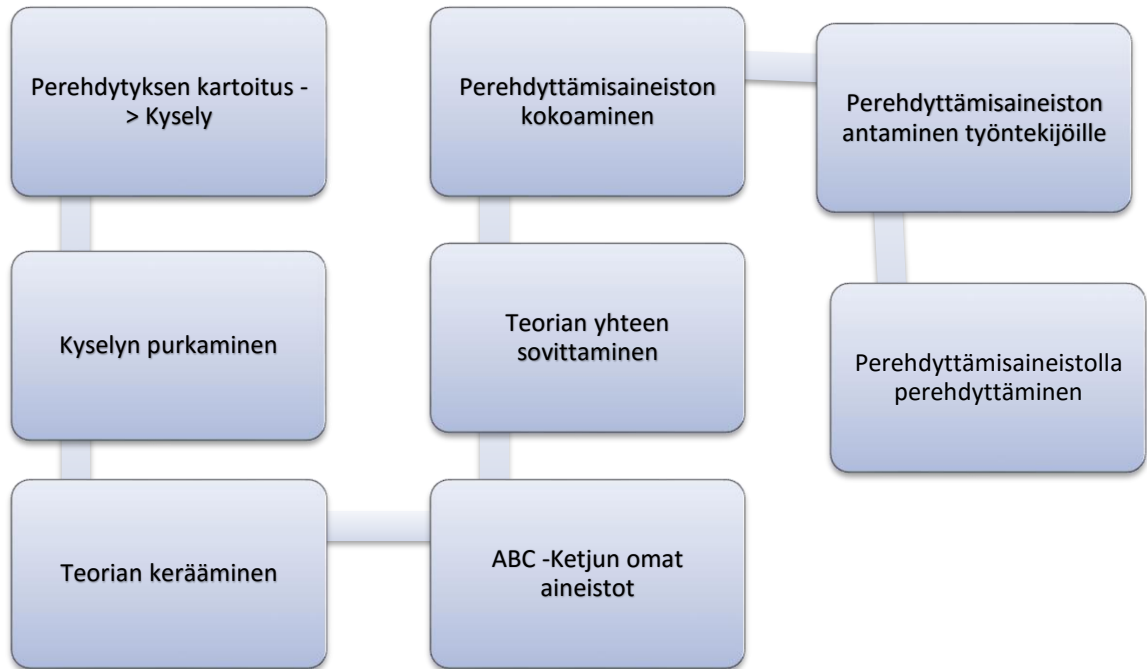 Perehdytyksen kartoitus -
> Kysely
Kyselyn purkaminen
Teorian kerääminen
ABC -Ketjun omat
aineistot
Teorian yhteen
sovittaminen
Perehdyttämisaineiston
kokoaminen
Perehdyttämisaineiston
antaminen työntekijöille
Perehdyttämisaineistolla
perehdyttäminen